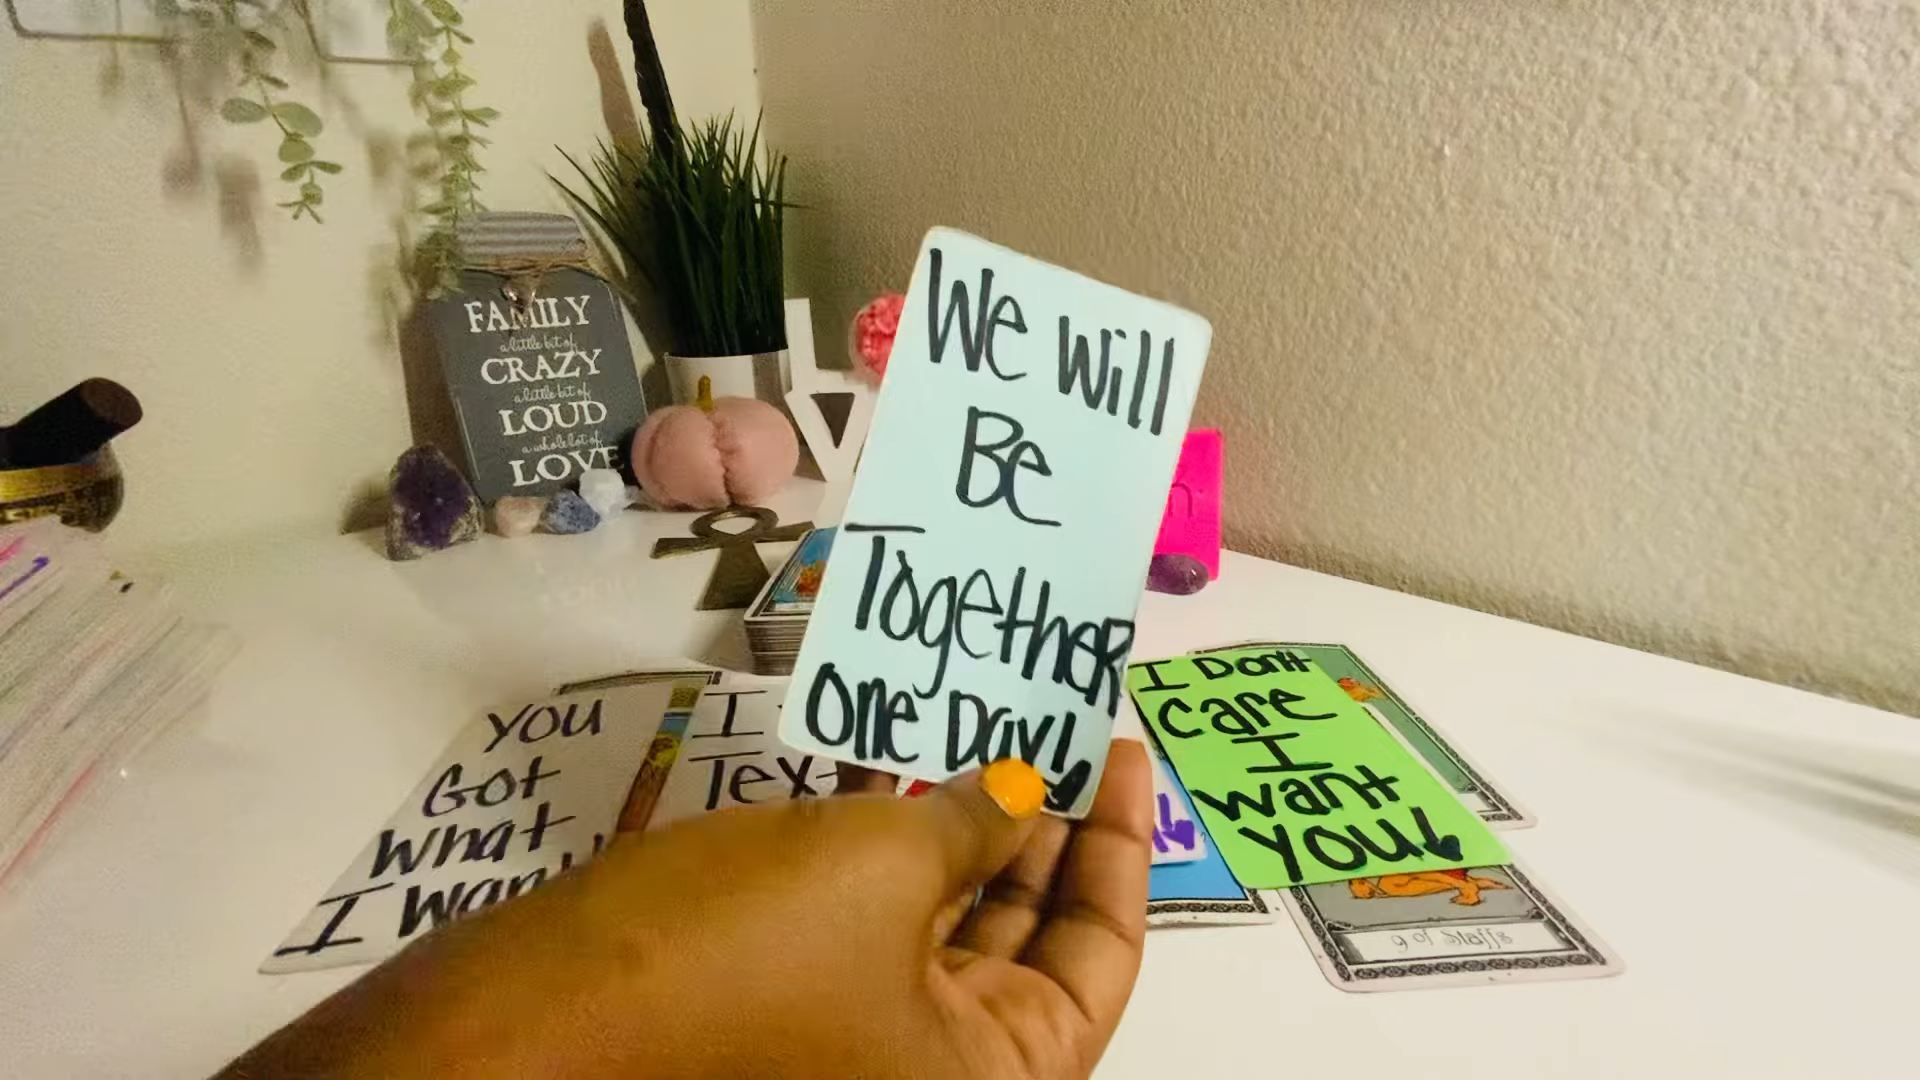 FAMILY
a little bit of
CRAZY
a little bit of
LOUD
a whole lot of
LOVE
We Will
Be
Together
One Day!
You
Got
What
I Want
I
Text
I Don't
Care
I
want
You
9 of Staffs